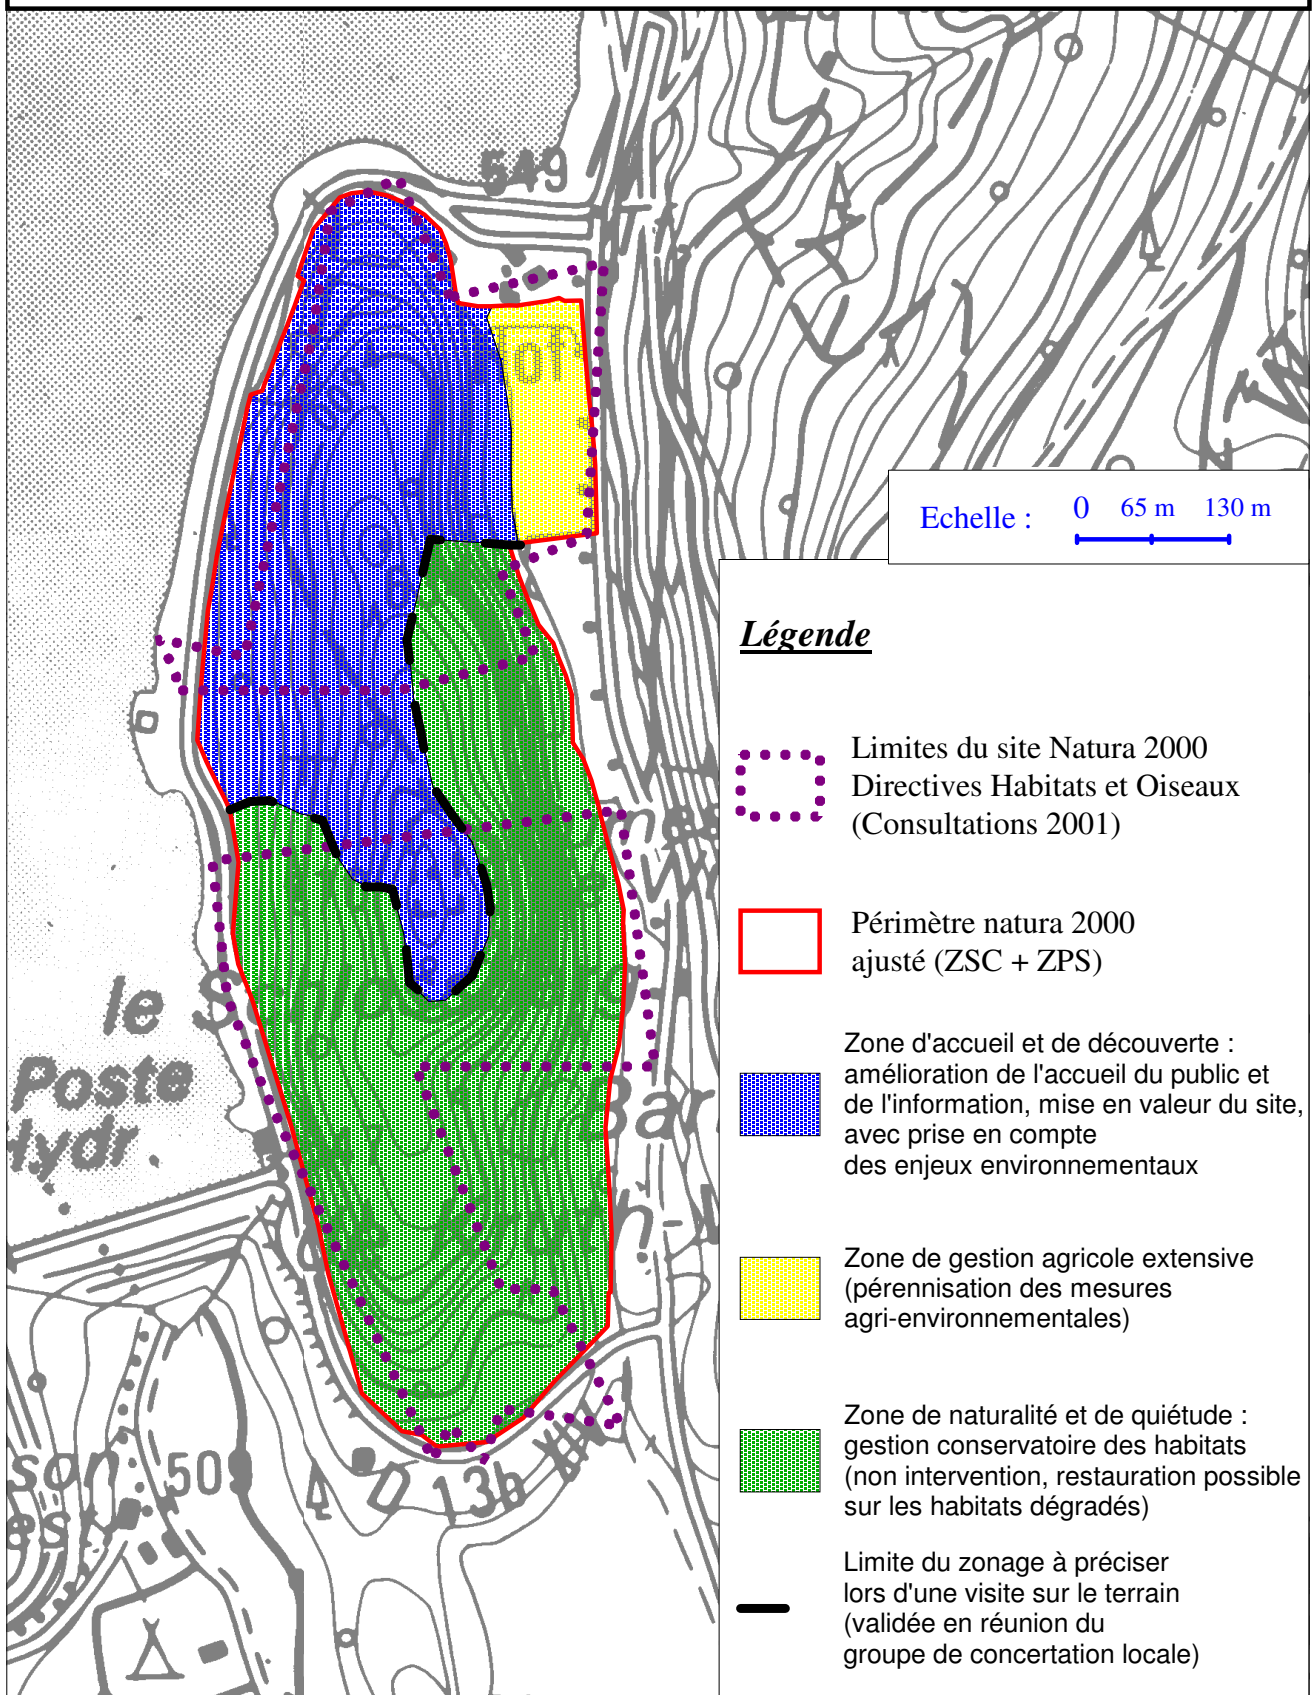 549
Echelle : 0 65 m 130 m
Légende
Limites du site Natura 2000
Directives Habitats et Oiseaux
(Consultations 2001)
Périmètre natura 2000
ajusté (ZSC + ZPS)
Zone d'accueil et de découverte :
amélioration de l'accueil du public et
de l'information, mise en valeur du site,
avec prise en compte
des enjeux environnementaux
Zone de gestion agricole extensive
(pérennisation des mesures
agri-environnementales)
Zone de naturalité et de quiétude :
gestion conservatoire des habitats
(non intervention, restauration possible
sur les habitats dégradés)
Limite du zonage à préciser
lors d'une visite sur le terrain
(validée en réunion du
groupe de concertation locale)
le
Poste
Hydr.
Bar
son
509
D 13h